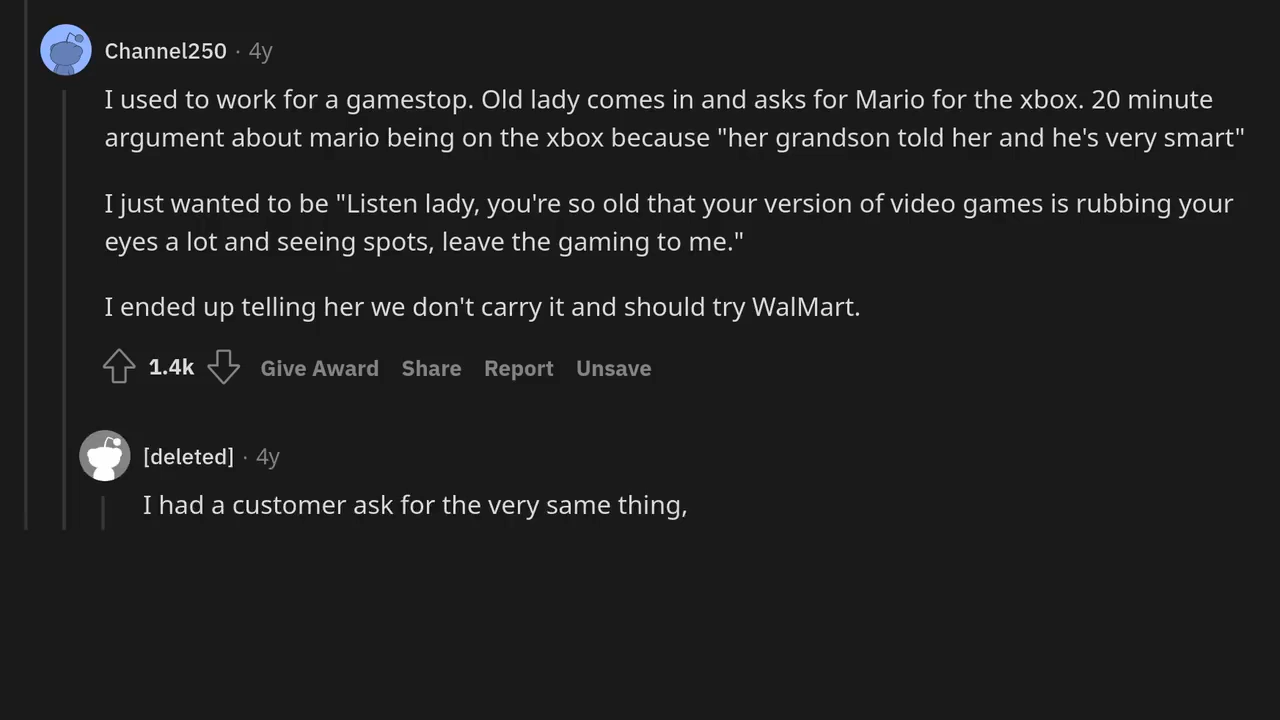 Channel250 · 4y
I used to work for a gamestop. Old lady comes in and asks for Mario for the xbox. 20 minute
argument about mario being on the xbox because "her grandson told her and he's very smart"
I just wanted to be "Listen lady, you're so old that your version of video games is rubbing your
eyes a lot and seeing spots, leave the gaming to me."
I ended up telling her we don't carry it and should try WalMart.
1.4k Give Award Share Report Unsave
[deleted] · 4y
I had a customer ask for the very same thing,